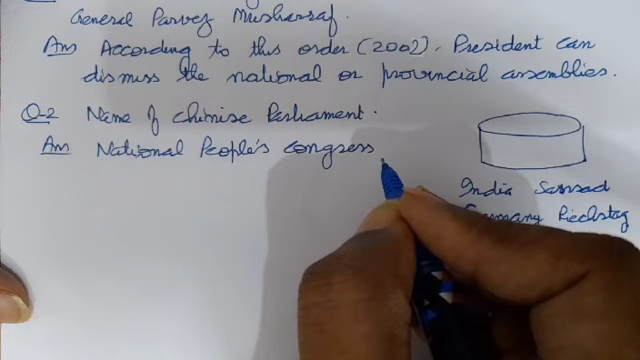 General Parvez Musharraf.
Ans According to this order (2002). President can
dismiss the national or provincial assemblies.
Q-2 Name of Chinise Parliament.
Ans National People's congress
India Sansad
Germany Riechstag